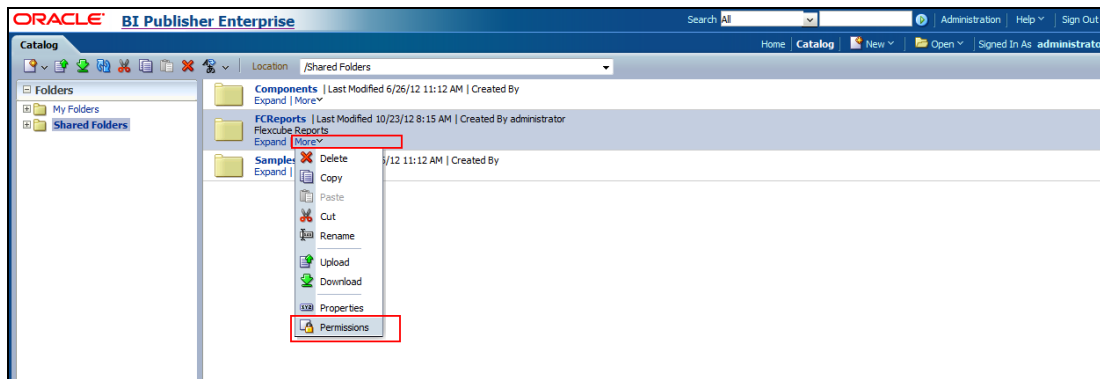 ORACLE BI Publisher Enterprise Search All Administration Help Sign Out
Catalog Home Catalog New Open Signed In As administrato
Location /Shared Folders
Folders
My Folders
Shared Folders
Components | Last Modified 6/26/12 11:12 AM | Created By
Expand | More
FCReports | Last Modified 10/23/12 8:15 AM | Created By administrator
Flexcube Reports
Expand | More
Samples /12 11:12 AM | Created By
Expand |
Delete
Copy
Paste
Cut
Rename
Upload
Download
Properties
Permissions